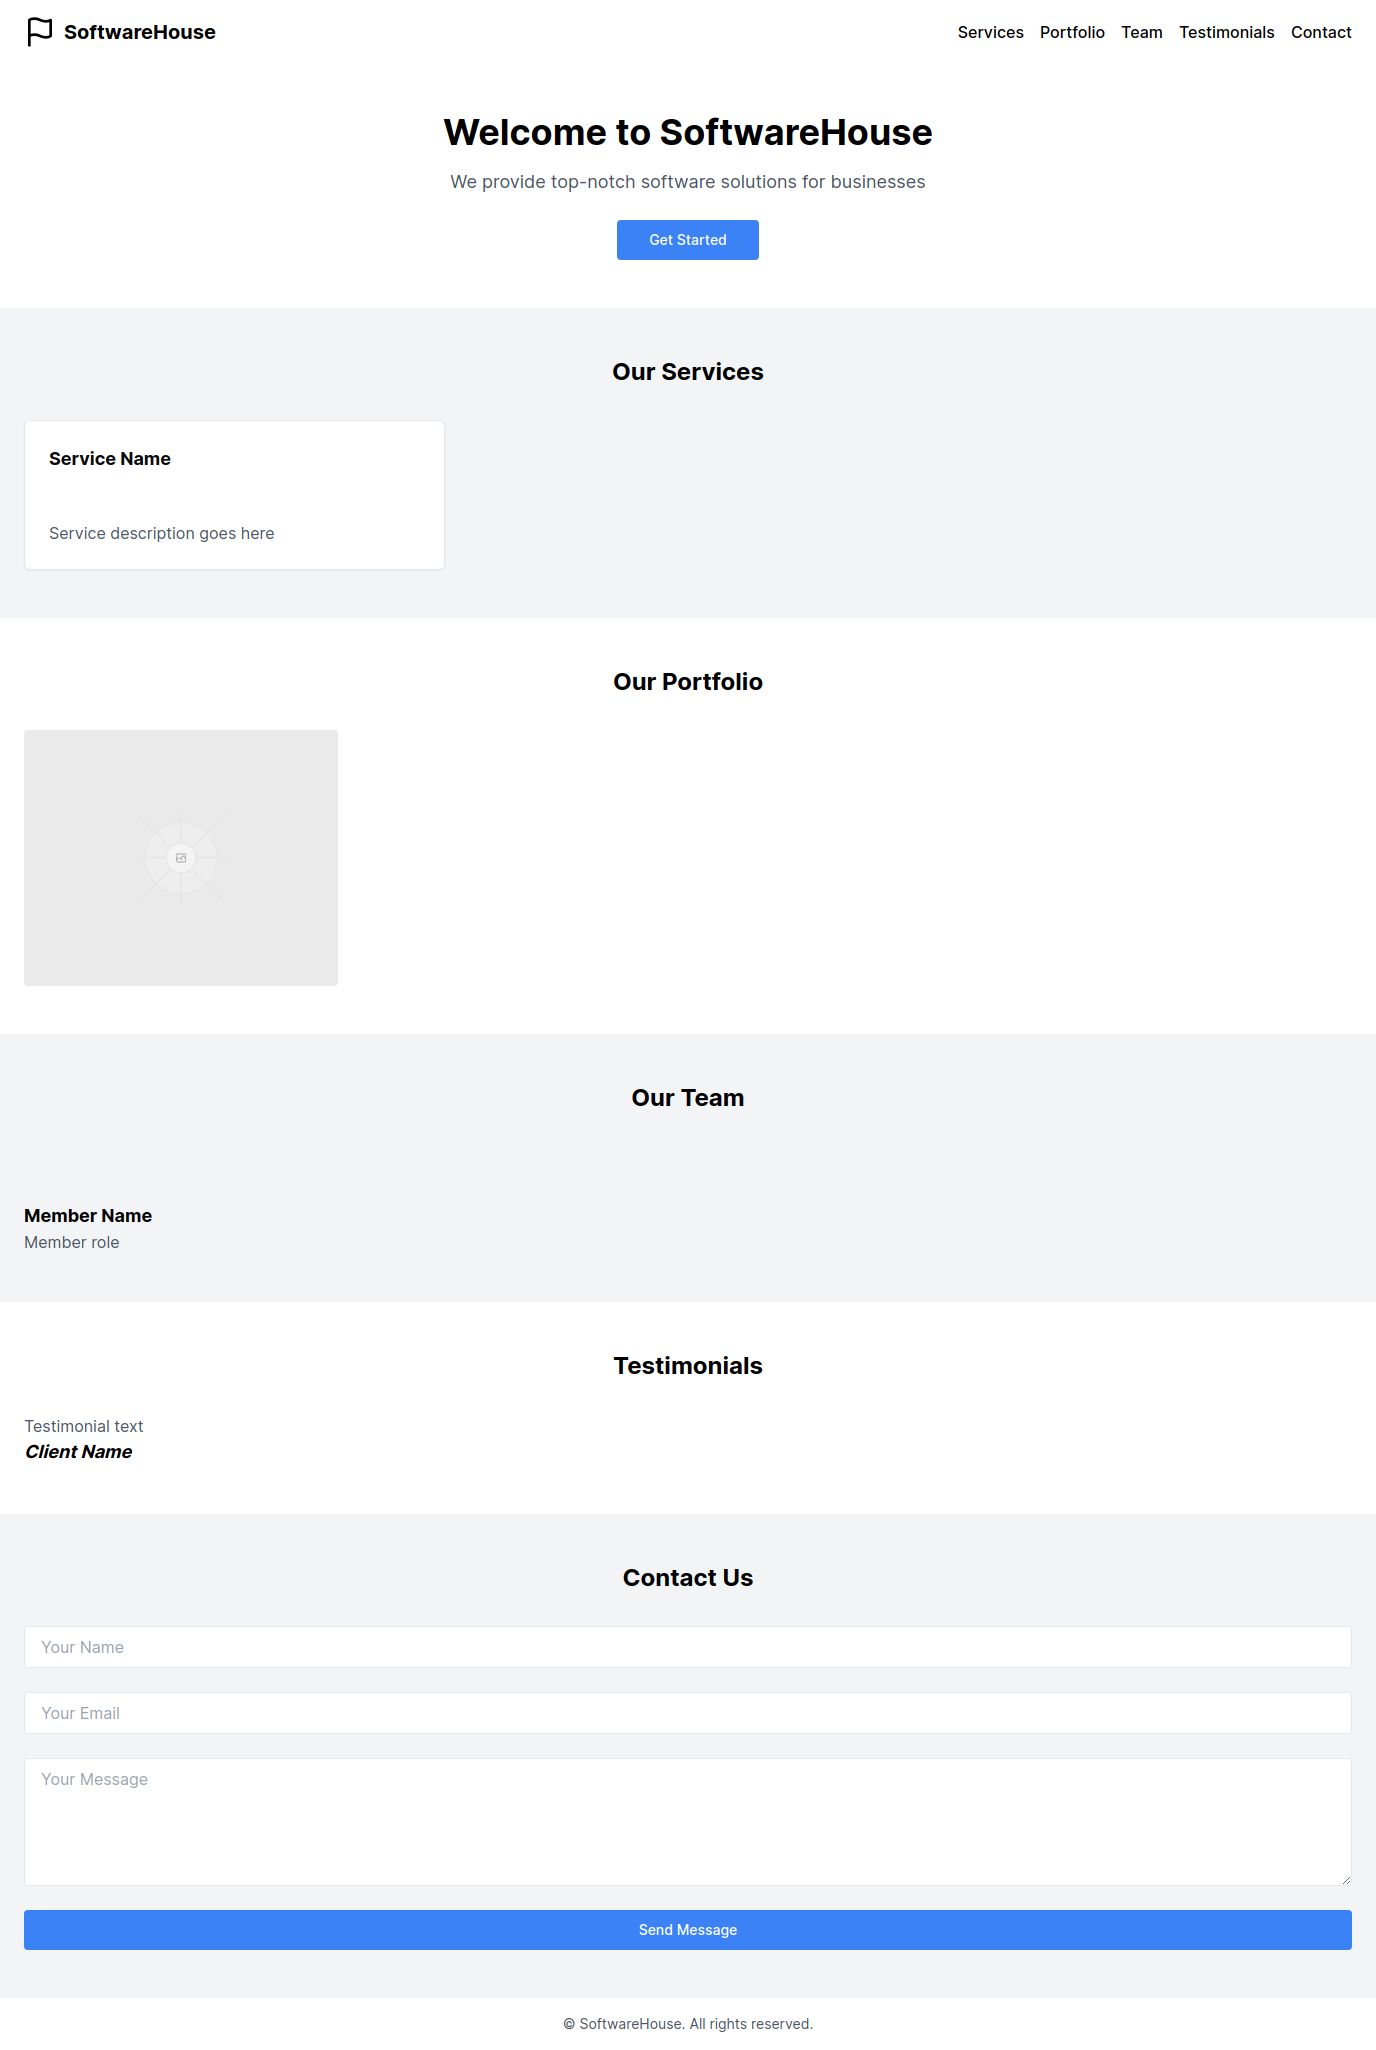 SoftwareHouse
Services Portfolio Team Testimonials Contact
Welcome to SoftwareHouse
We provide top-notch software solutions for businesses
Get Started
Our Services
Service Name
Service description goes here
Our Portfolio
Our Team
Member Name
Member role
Testimonials
Testimonial text
Client Name
Contact Us
Your Name
Your Email
Your Message
Send Message
© SoftwareHouse. All rights reserved.